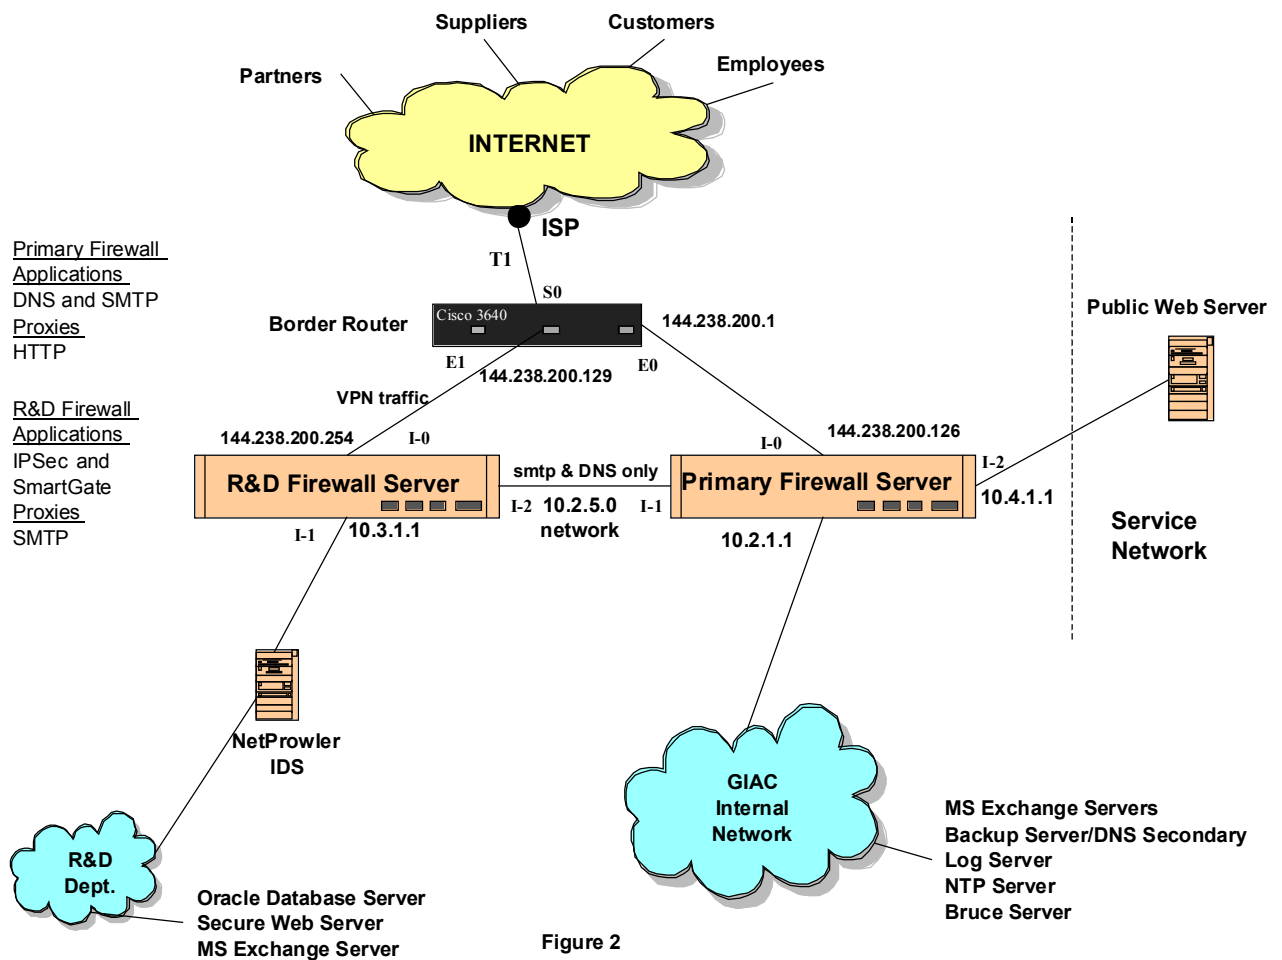 Suppliers
Customers
Partners
Employees
INTERNET
ISP
T1
S0
Primary Firewall
Applications
DNS and SMTP
Proxies
HTTP
Border Router
Cisco 3640
144.238.200.1
E1
E0
144.238.200.129
Public Web Server
VPN traffic
R&D Firewall
Applications
IPSec and
SmartGate
Proxies
SMTP
144.238.200.254
I-0
I-0
144.238.200.126
R&D Firewall Server
smtp & DNS only
Primary Firewall Server
I-2
I-2
10.2.5.0
network
I-1
10.4.1.1
I-1
10.3.1.1
10.2.1.1
Service
Network
NetProwler
IDS
GIAC
Internal
Network
MS Exchange Servers
Backup Server/DNS Secondary
Log Server
NTP Server
Bruce Server
R&D
Dept.
Oracle Database Server
Secure Web Server
MS Exchange Server
Figure 2